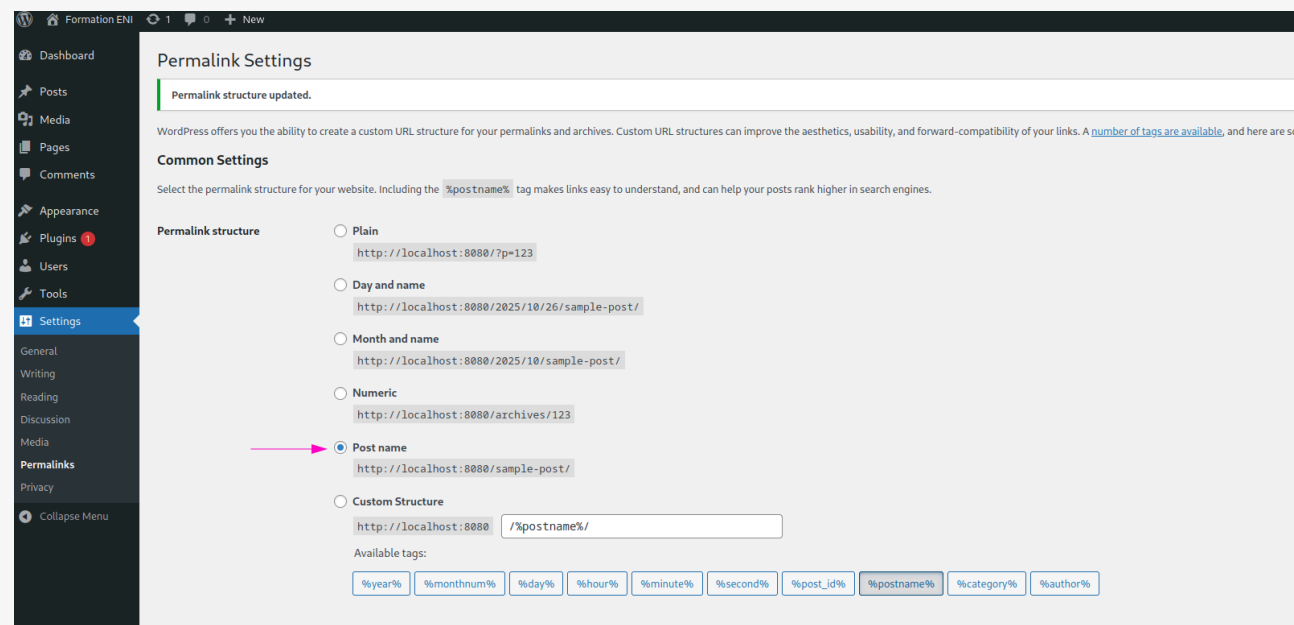 Formation ENI 1 0 New
Dashboard
Posts
Media
Pages
Comments
Appearance
Plugins 1
Users
Tools
Settings
General
Writing
Reading
Discussion
Media
Permalinks
Privacy
Collapse Menu
Permalink Settings
Permalink structure updated.
WordPress offers you the ability to create a custom URL structure for your permalinks and archives. Custom URL structures can improve the aesthetics, usability, and forward-compatibility of your links. A number of tags are available, and here are
Common Settings
Select the permalink structure for your website. Including the %postname% tag makes links easy to understand, and can help your posts rank higher in search engines.
Permalink structure
Plain
http://localhost:8080/?p=123
Day and name
http://localhost:8080/2025/10/26/sample-post/
Month and name
http://localhost:8080/2025/10/sample-post/
Numeric
http://localhost:8080/archives/123
Post name
http://localhost:8080/sample-post/
Custom Structure
http://localhost:8080 /%postname%/
Available tags:
%year% %monthnum% %day% %hour% %minute% %second% %post_id% %postname% %category% %author%